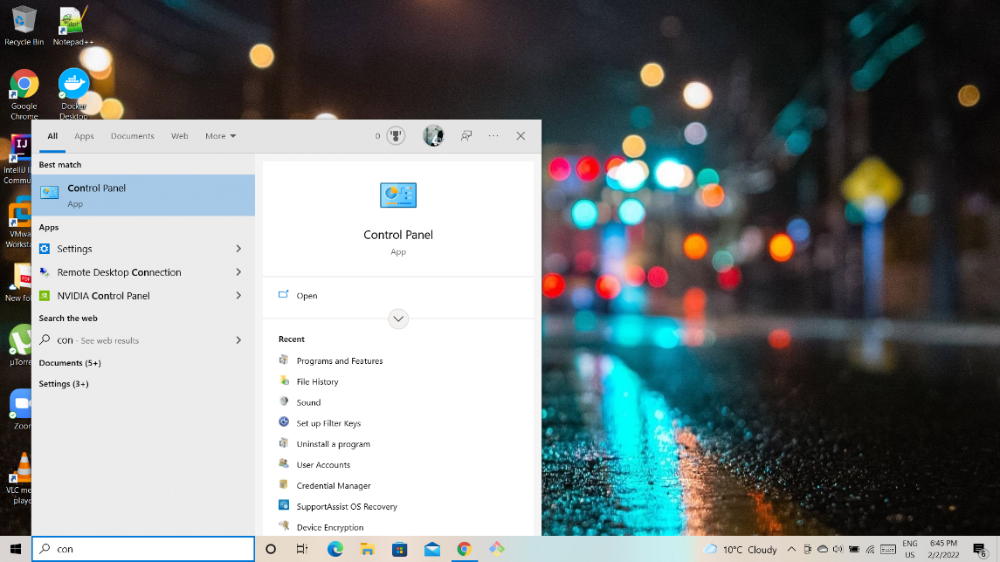 Recycle Bin
Notepad++
Google
Chrome
Docker
Desktop
IntelliJ
Commu
VMwa
Worksta
New fol
PDF
µTorre
Zoor
VLC me
playe
All
Apps
Documents
Web
More
0
Best match
Control Panel
App
Apps
Settings
Remote Desktop Connection
NVIDIA Control Panel
Search the web
con - See web results
Documents (5+)
Settings (3+)
Control Panel
App
Open
Recent
Programs and Features
File History
Sound
Set up Filter Keys
Uninstall a program
User Accounts
Credential Manager
SupportAssist OS Recovery
Device Encryption
con
10°C Cloudy
ENG
US
6:45 PM
2/2/2022
6